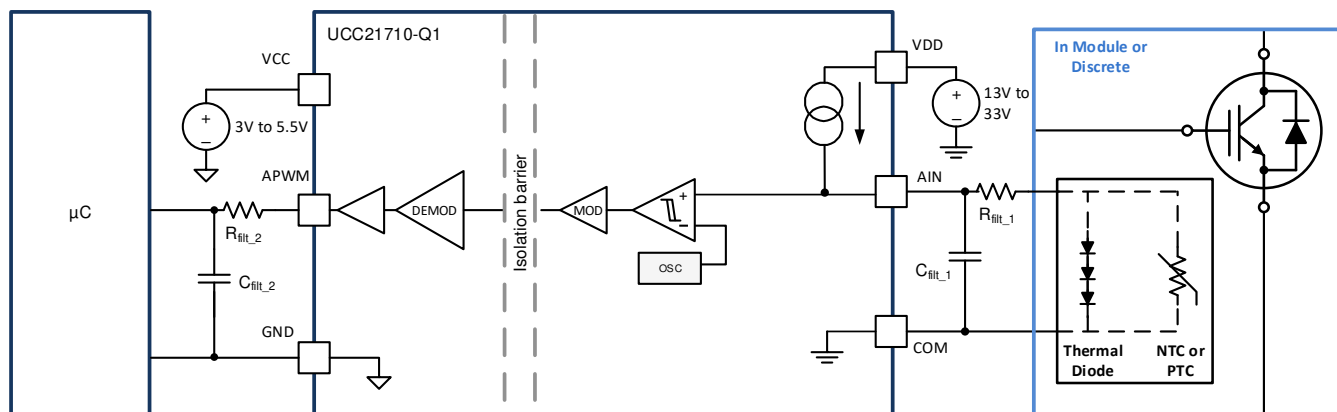 UCC21710-Q1
In Module or
Discrete
VCC
VDD
3V to 5.5V
13V to
33V
APWM
AIN
µC
DEMOD
MOD
+
−
Isolation barrier
OSC
Rfilt_2
Rfilt_1
Cfilt_2
Cfilt_1
GND
COM
Thermal
Diode
NTC or
PTC